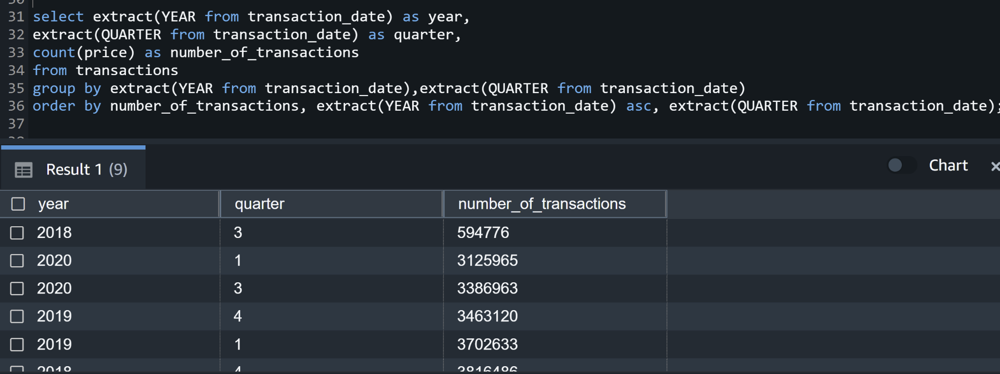 31 select extract(YEAR from transaction_date) as year,
32 extract(QUARTER from transaction_date) as quarter,
33 count(price) as number_of_transactions
34 from transactions
35 group by extract(YEAR from transaction_date),extract(QUARTER from transaction_date)
36 order by number_of_transactions, extract(YEAR from transaction_date) asc, extract(QUARTER from transaction_date);
37
Result 1 (9) Chart ×
year quarter number_of_transactions
2018 3 594776
2020 1 3125965
2020 3 3386963
2019 4 3463120
2019 1 3702633
2018 4 3816486